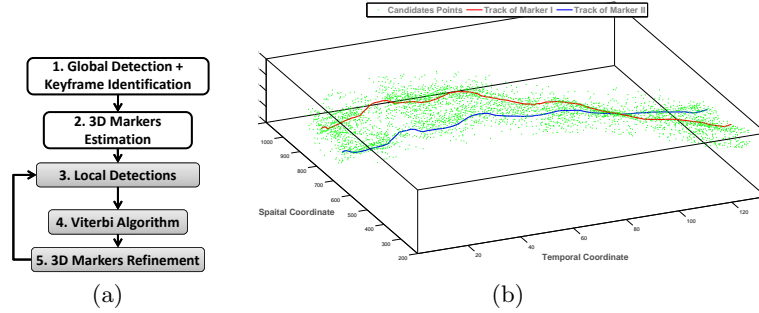 1. Global Detection +
Keyframe Identification
2. 3D Markers
Estimation
3. Local Detections
4. Viterbi Algorithm
5. 3D Markers Refinement
(a)
Candidates Points Track of Marker I Track of Marker II
1000
900
800
700
600
500
400
300
200
Spaital Coordinate
20
40
60
80
100
120
Temporal Coordinate
(b)